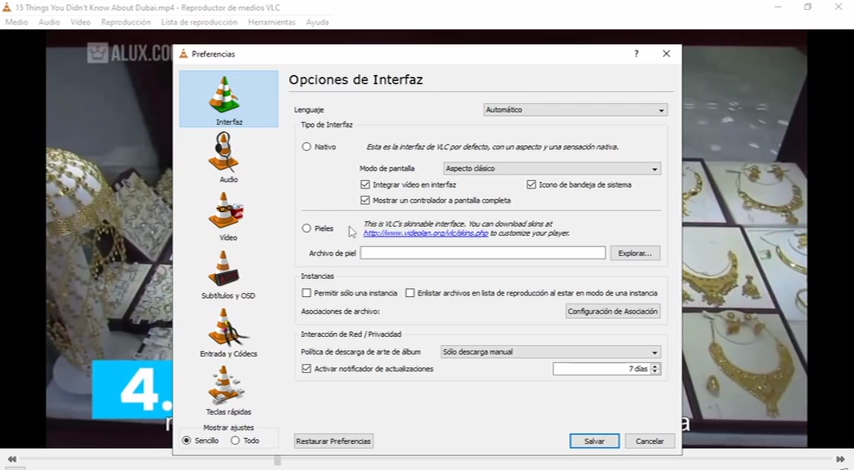 15 Things You Didn't Know About Dubai.mp4 - Reproductor de medios VLC
Medio Audio Vídeo Reproducción Lista de reproducción Herramientas Ayuda
ALUX.CO
Preferencias
Interfaz
Audio
Vídeo
Subtítulos y OSD
Entrada y Códecs
Teclas rápidas
Mostrar ajustes
Sencillo Todo
Opciones de Interfaz
Lenguaje Automático
Tipo de Interfaz
Nativo Esta es la interfaz de VLC por defecto, con un aspecto y una sensación nativa.
Modo de pantalla Aspecto clásico
Integrar vídeo en interfaz Icono de bandeja de sistema
Mostrar un controlador a pantalla completa
Pieles This is VLC's skinnable interface. You can download skins at
http://www.videolan.org/vlc/skins.php to customize your player.
Archivo de piel Explorar...
Instancias
Permitir sólo una instancia Enlistar archivos en lista de reproducción al estar en modo de una instancia
Asociaciones de archivo: Configuración de Asociación
Interacción de Red / Privacidad
Política de descarga de arte de álbum Sólo descarga manual
Activar notificador de actualizaciones 7 días
Restaurar Preferencias Salvar Cancelar
4.